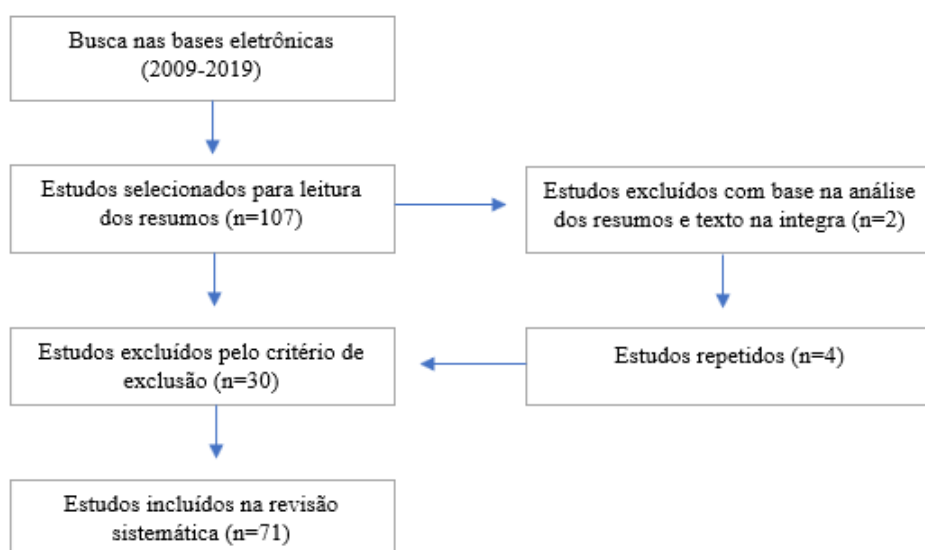 Busca nas bases eletrônicas
(2009-2019)
Estudos selecionados para leitura
dos resumos (n=107)
Estudos excluídos com base na análise
dos resumos e texto na integra (n=2)
Estudos excluídos pelo critério de
exclusão (n=30)
Estudos repetidos (n=4)
Estudos incluídos na revisão
sistemática (n=71)